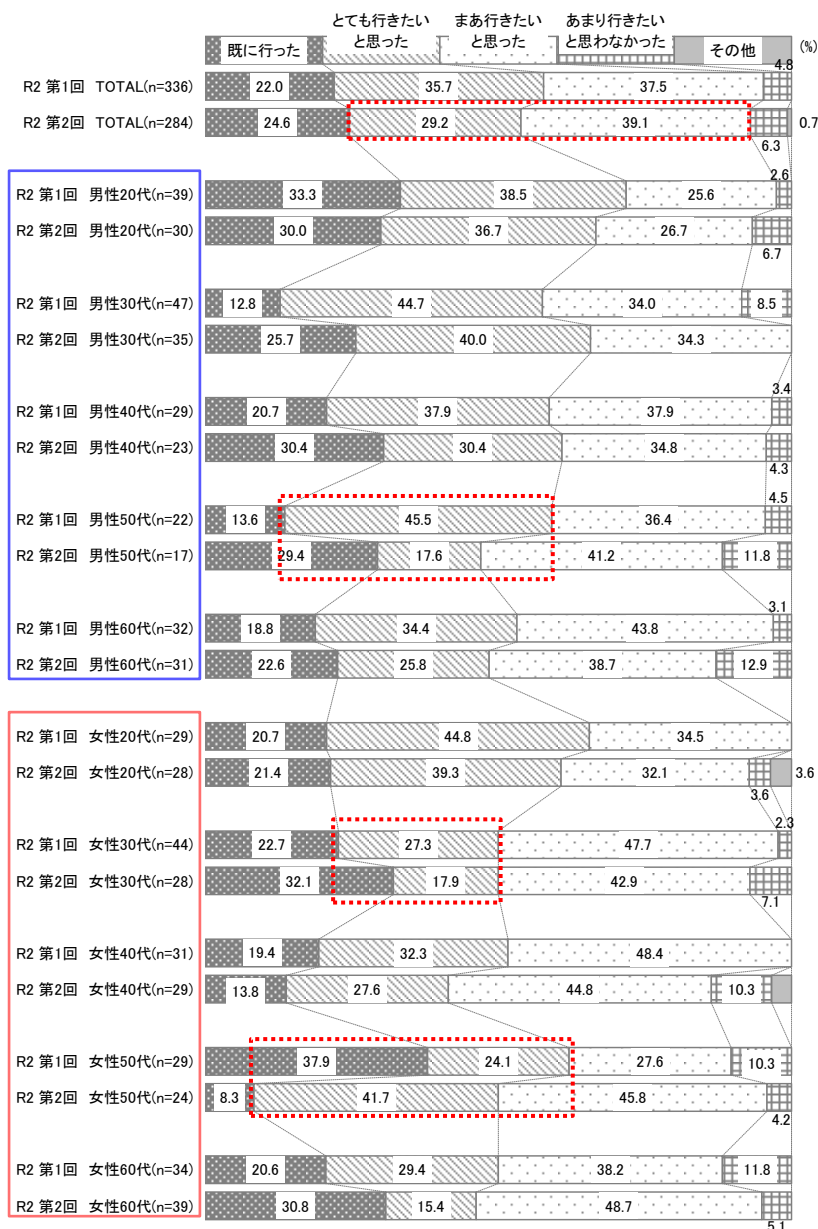 とても行きたい まあ行きたい あまり行きたい
既に行った と思った と思った と思わなかった その他 (%)
4.8
R2 第1回 TOTAL(n=336) 22.0 35.7 37.5
R2 第2回 TOTAL(n=284) 24.6 29.2 39.1 0.7
6.3
2.6
R2 第1回 男性20代(n=39) 33.3 38.5 25.6
R2 第2回 男性20代(n=30) 30.0 36.7 26.7
6.7
R2 第1回 男性30代(n=47) 12.8 44.7 34.0 8.5
R2 第2回 男性30代(n=35) 25.7 40.0 34.3
3.4
R2 第1回 男性40代(n=29) 20.7 37.9 37.9
R2 第2回 男性40代(n=23) 30.4 30.4 34.8
4.3
4.5
R2 第1回 男性50代(n=22) 13.6 45.5 36.4
R2 第2回 男性50代(n=17) 29.4 17.6 41.2 11.8
3.1
R2 第1回 男性60代(n=32) 18.8 34.4 43.8
R2 第2回 男性60代(n=31) 22.6 25.8 38.7 12.9
R2 第1回 女性20代(n=29) 20.7 44.8 34.5
R2 第2回 女性20代(n=28) 21.4 39.3 32.1 3.6
3.6
2.3
R2 第1回 女性30代(n=44) 22.7 27.3 47.7
R2 第2回 女性30代(n=28) 32.1 17.9 42.9
7.1
R2 第1回 女性40代(n=31) 19.4 32.3 48.4
R2 第2回 女性40代(n=29) 13.8 27.6 44.8 10.3
R2 第1回 女性50代(n=29) 37.9 24.1 27.6 10.3
R2 第2回 女性50代(n=24) 8.3 41.7 45.8
4.2
R2 第1回 女性60代(n=34) 20.6 29.4 38.2 11.8
R2 第2回 女性60代(n=39) 30.8 15.4 48.7
5.1